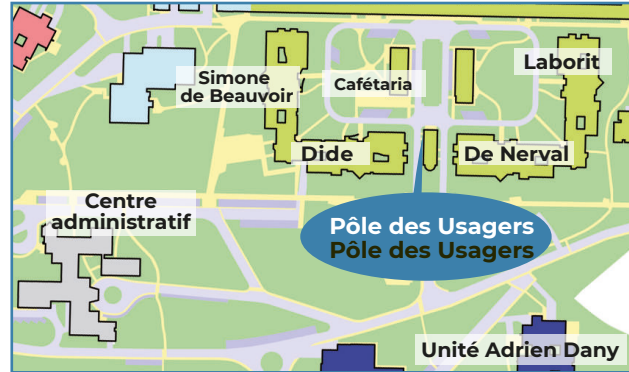 Laborit
Simone
de Beauvoir
Cafétaria
Dide
De Nerval
Centre
administratif
Pôle des Usagers
Pôle des Usagers
Unité Adrien Dany